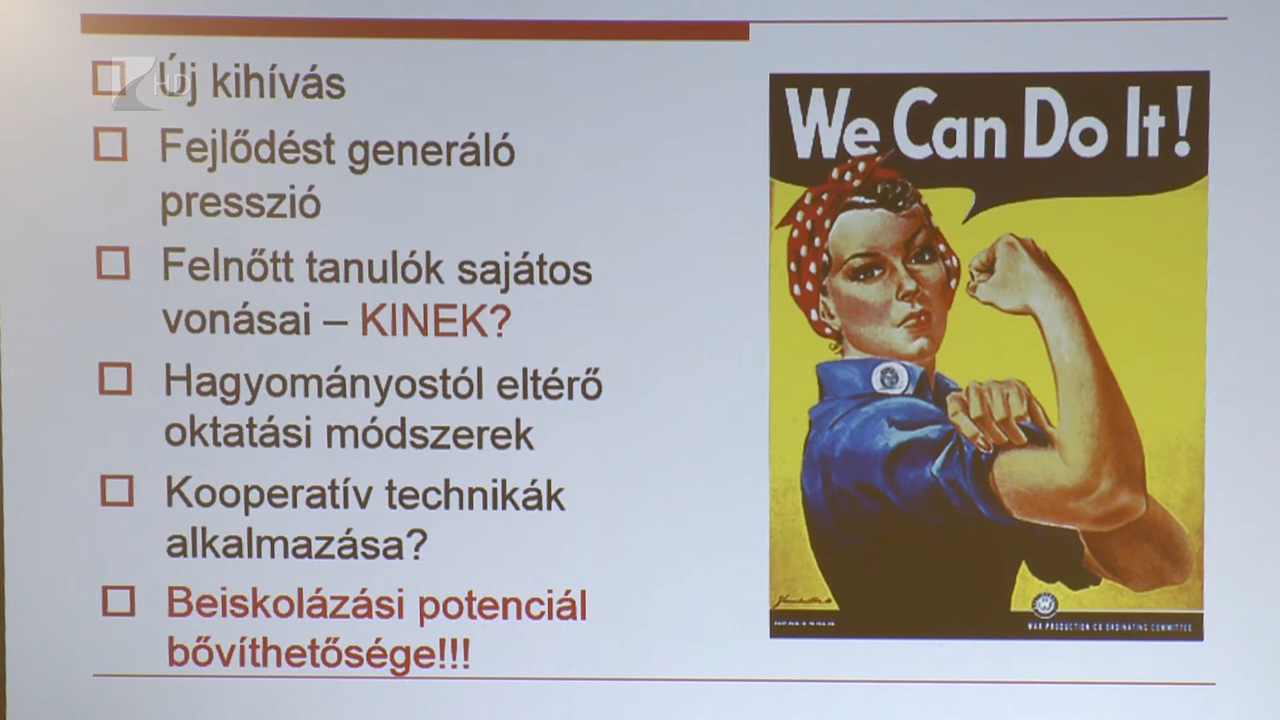 HD
Új kihívás
Fejlődést generáló
presszió
Felnőtt tanulók sajátos
vonásai – KINEK?
Hagyományostól eltérő
oktatási módszerek
Kooperatív technikák
alkalmazása?
Beiskolázási potenciál
bővíthetősége!!!
We Can Do It!
WAR PRODUCTION CO-ORDINATING COMMITTEE